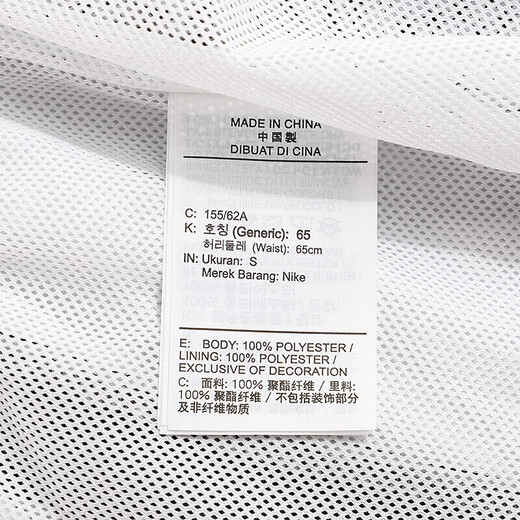 MADE IN CHINA
中国製
DIBUAT DI CINA
C: 155/62A
K: 호칭 (Generic): 65
허리둘레 (Waist): 65cm
IN: Ukuran: S
Merek Barang: Nike
E: BODY: 100% POLYESTER/
LINING: 100% POLYESTER/
EXCLUSIVE OF DECORATION
C: 面料: 100% 聚酯纤维 / 里料:
100% 聚酯纤维 / 不包括装饰部分
及非纤维物质